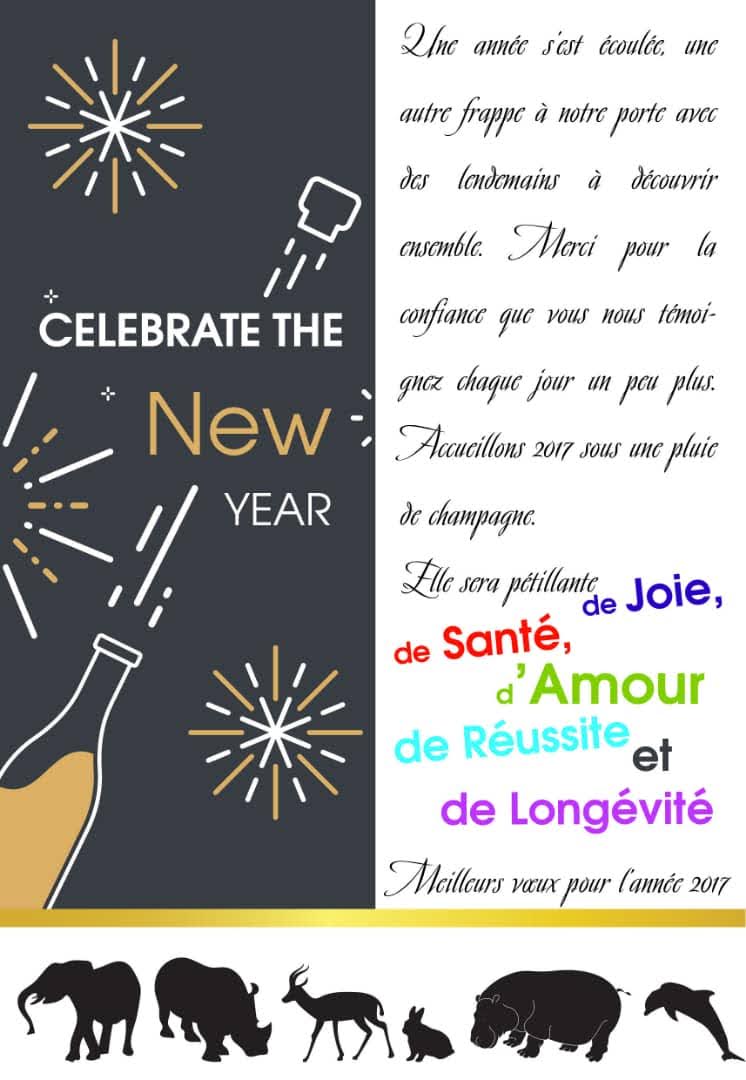 CELEBRATE THE
New
YEAR
Une année s'est écoulée, une
autre frappe à notre porte avec
des lendemains à découvrir
ensemble. Merci pour la
confiance que vous nous témoi-
gnez chaque jour un peu plus.
Accueillons 2017 sous une pluie
de champagne.
Elle sera pétillante
de Joie,
de Santé,
d'Amour
de Réussite
et
de Longévité
Meilleurs vœux pour l'année 2017